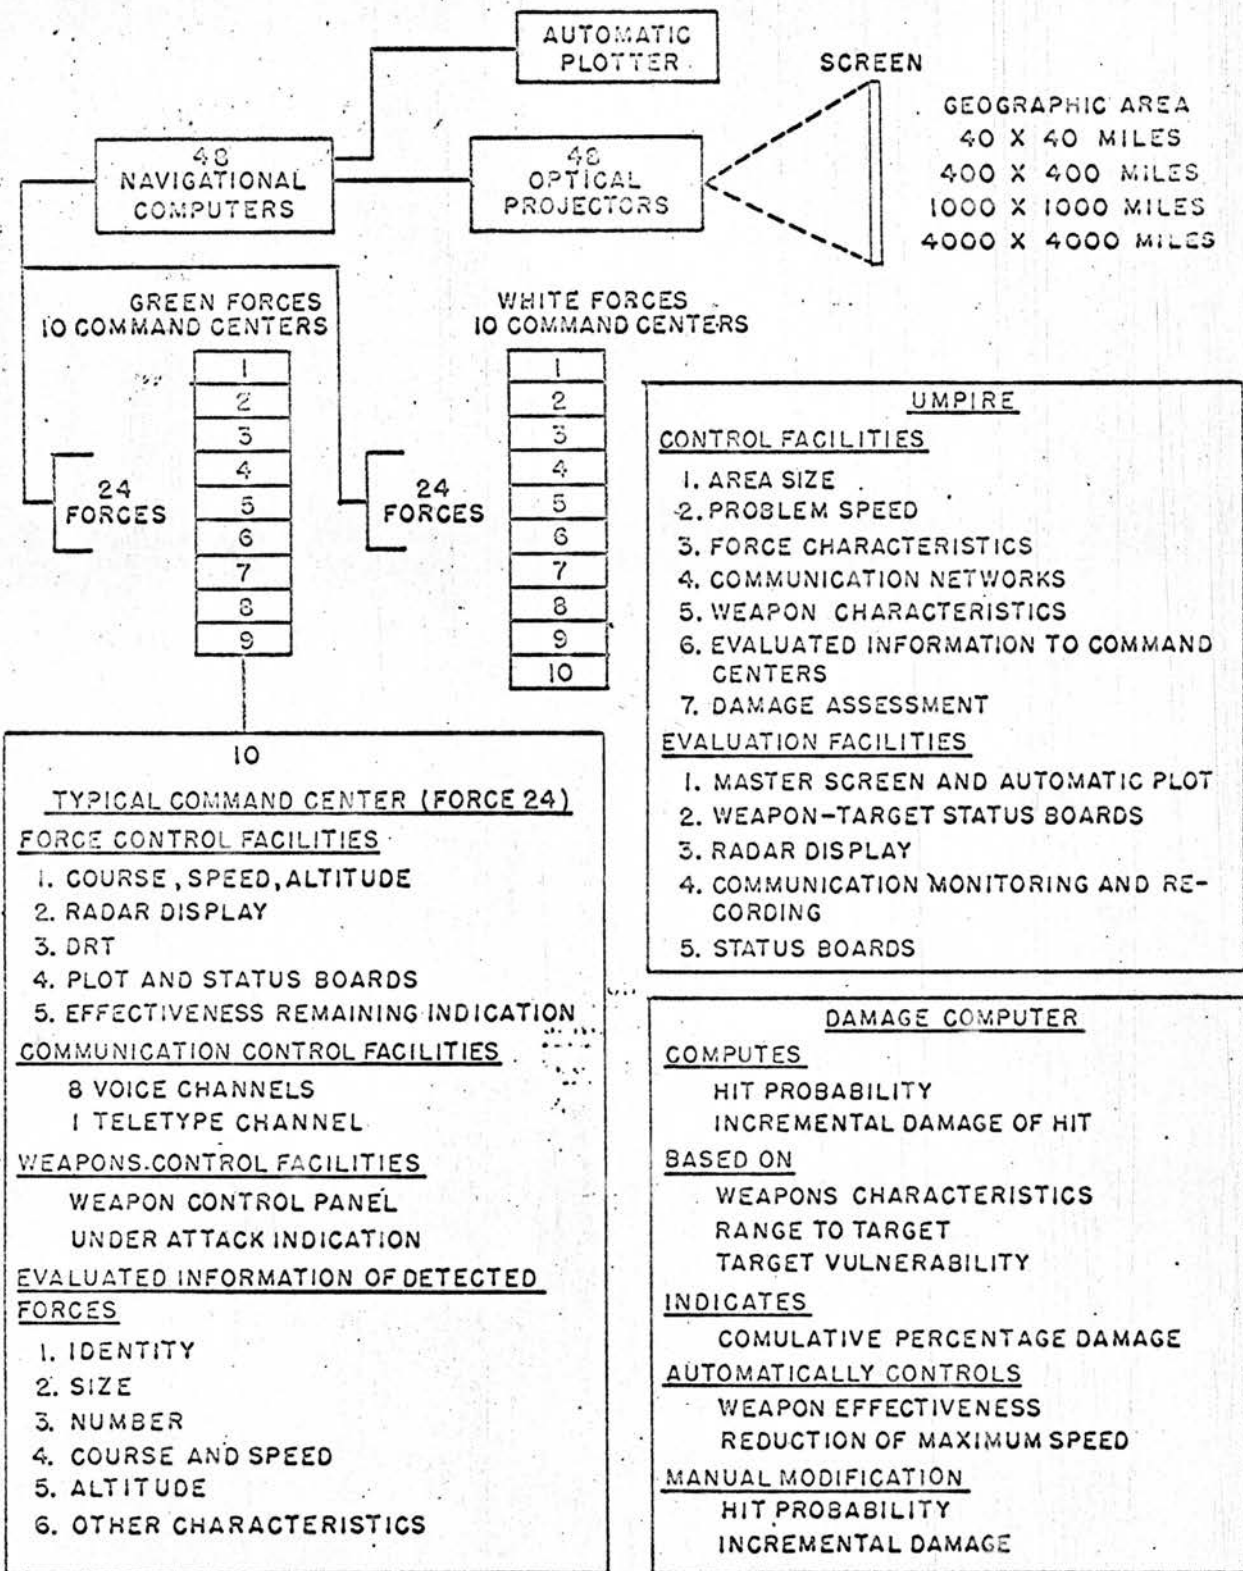 AUTOMATIC
PLOTTER
SCREEN
GEOGRAPHIC AREA
40 X 40 MILES
400 X 400 MILES
1000 X 1000 MILES
4000 X 4000 MILES
48
NAVIGATIONAL
COMPUTERS
48
OPTICAL
PROJECTORS
GREEN FORCES
10 COMMAND CENTERS
1
2
3
4
5
6
7
8
9
24
FORCES
WHITE FORCES
10 COMMAND CENTERS
1
2
3
4
5
6
7
8
9
10
24
FORCES
10
TYPICAL COMMAND CENTER (FORCE 24)
FORCE CONTROL FACILITIES
1. COURSE, SPEED, ALTITUDE
2. RADAR DISPLAY
3. DRT
4. PLOT AND STATUS BOARDS
5. EFFECTIVENESS REMAINING INDICATION
COMMUNICATION CONTROL FACILITIES
8 VOICE CHANNELS
1 TELETYPE CHANNEL
WEAPONS CONTROL FACILITIES
WEAPON CONTROL PANEL
UNDER ATTACK INDICATION
EVALUATED INFORMATION OF DETECTED
FORCES
1. IDENTITY
2. SIZE
3. NUMBER
4. COURSE AND SPEED
5. ALTITUDE
6. OTHER CHARACTERISTICS
UMPIRE
CONTROL FACILITIES
1. AREA SIZE
2. PROBLEM SPEED
3. FORCE CHARACTERISTICS
4. COMMUNICATION NETWORKS
5. WEAPON CHARACTERISTICS
6. EVALUATED INFORMATION TO COMMAND
CENTERS
7. DAMAGE ASSESSMENT
EVALUATION FACILITIES
1. MASTER SCREEN AND AUTOMATIC PLOT
2. WEAPON-TARGET STATUS BOARDS
3. RADAR DISPLAY
4. COMMUNICATION MONITORING AND RE-
CORDING
5. STATUS BOARDS
DAMAGE COMPUTER
COMPUTES
HIT PROBABILITY
INCREMENTAL DAMAGE OF HIT
BASED ON
WEAPONS CHARACTERISTICS
RANGE TO TARGET
TARGET VULNERABILITY
INDICATES
COMULATIVE PERCENTAGE DAMAGE
AUTOMATICALLY CONTROLS
WEAPON EFFECTIVENESS
REDUCTION OF MAXIMUM SPEED
MANUAL MODIFICATION
HIT PROBABILITY
INCREMENTAL DAMAGE